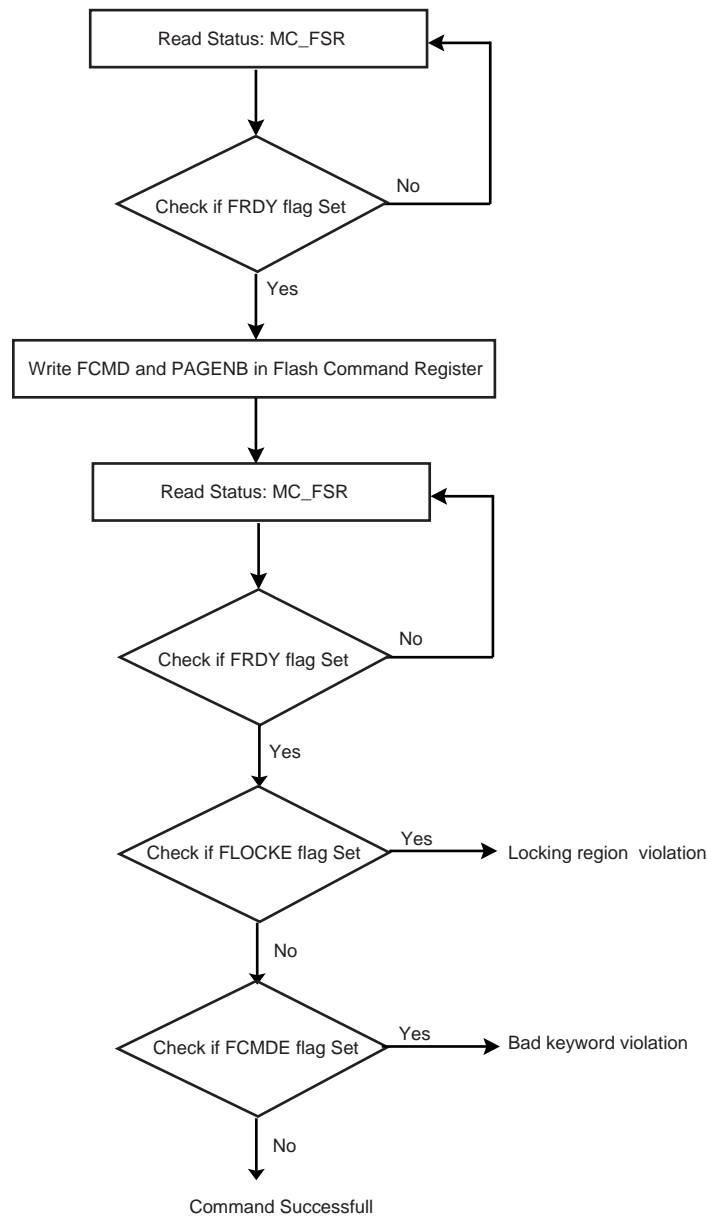 Read Status: MC_FSR
No
Check if FRDY flag Set
Yes
Write FCMD and PAGENB in Flash Command Register
Read Status: MC_FSR
No
Check if FRDY flag Set
Yes
Yes
Check if FLOCKE flag Set
Locking region violation
No
Yes
Check if FCMDE flag Set
Bad keyword violation
No
Command Successfull